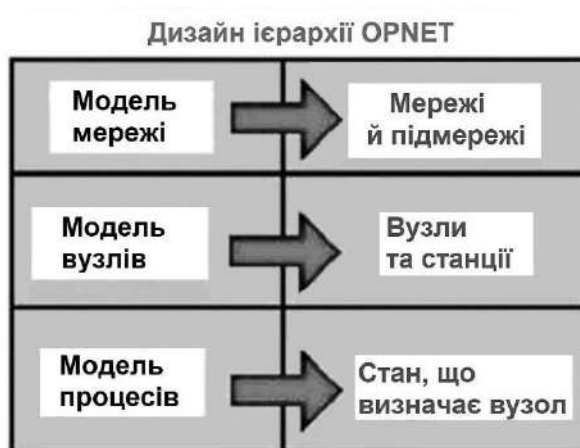 Дизайн ієрархії OPNET
Модель
мережі
Мережі
й підмережі
Модель
вузлів
Вузли
та станції
Модель
процесів
Стан, що
визначає вузол